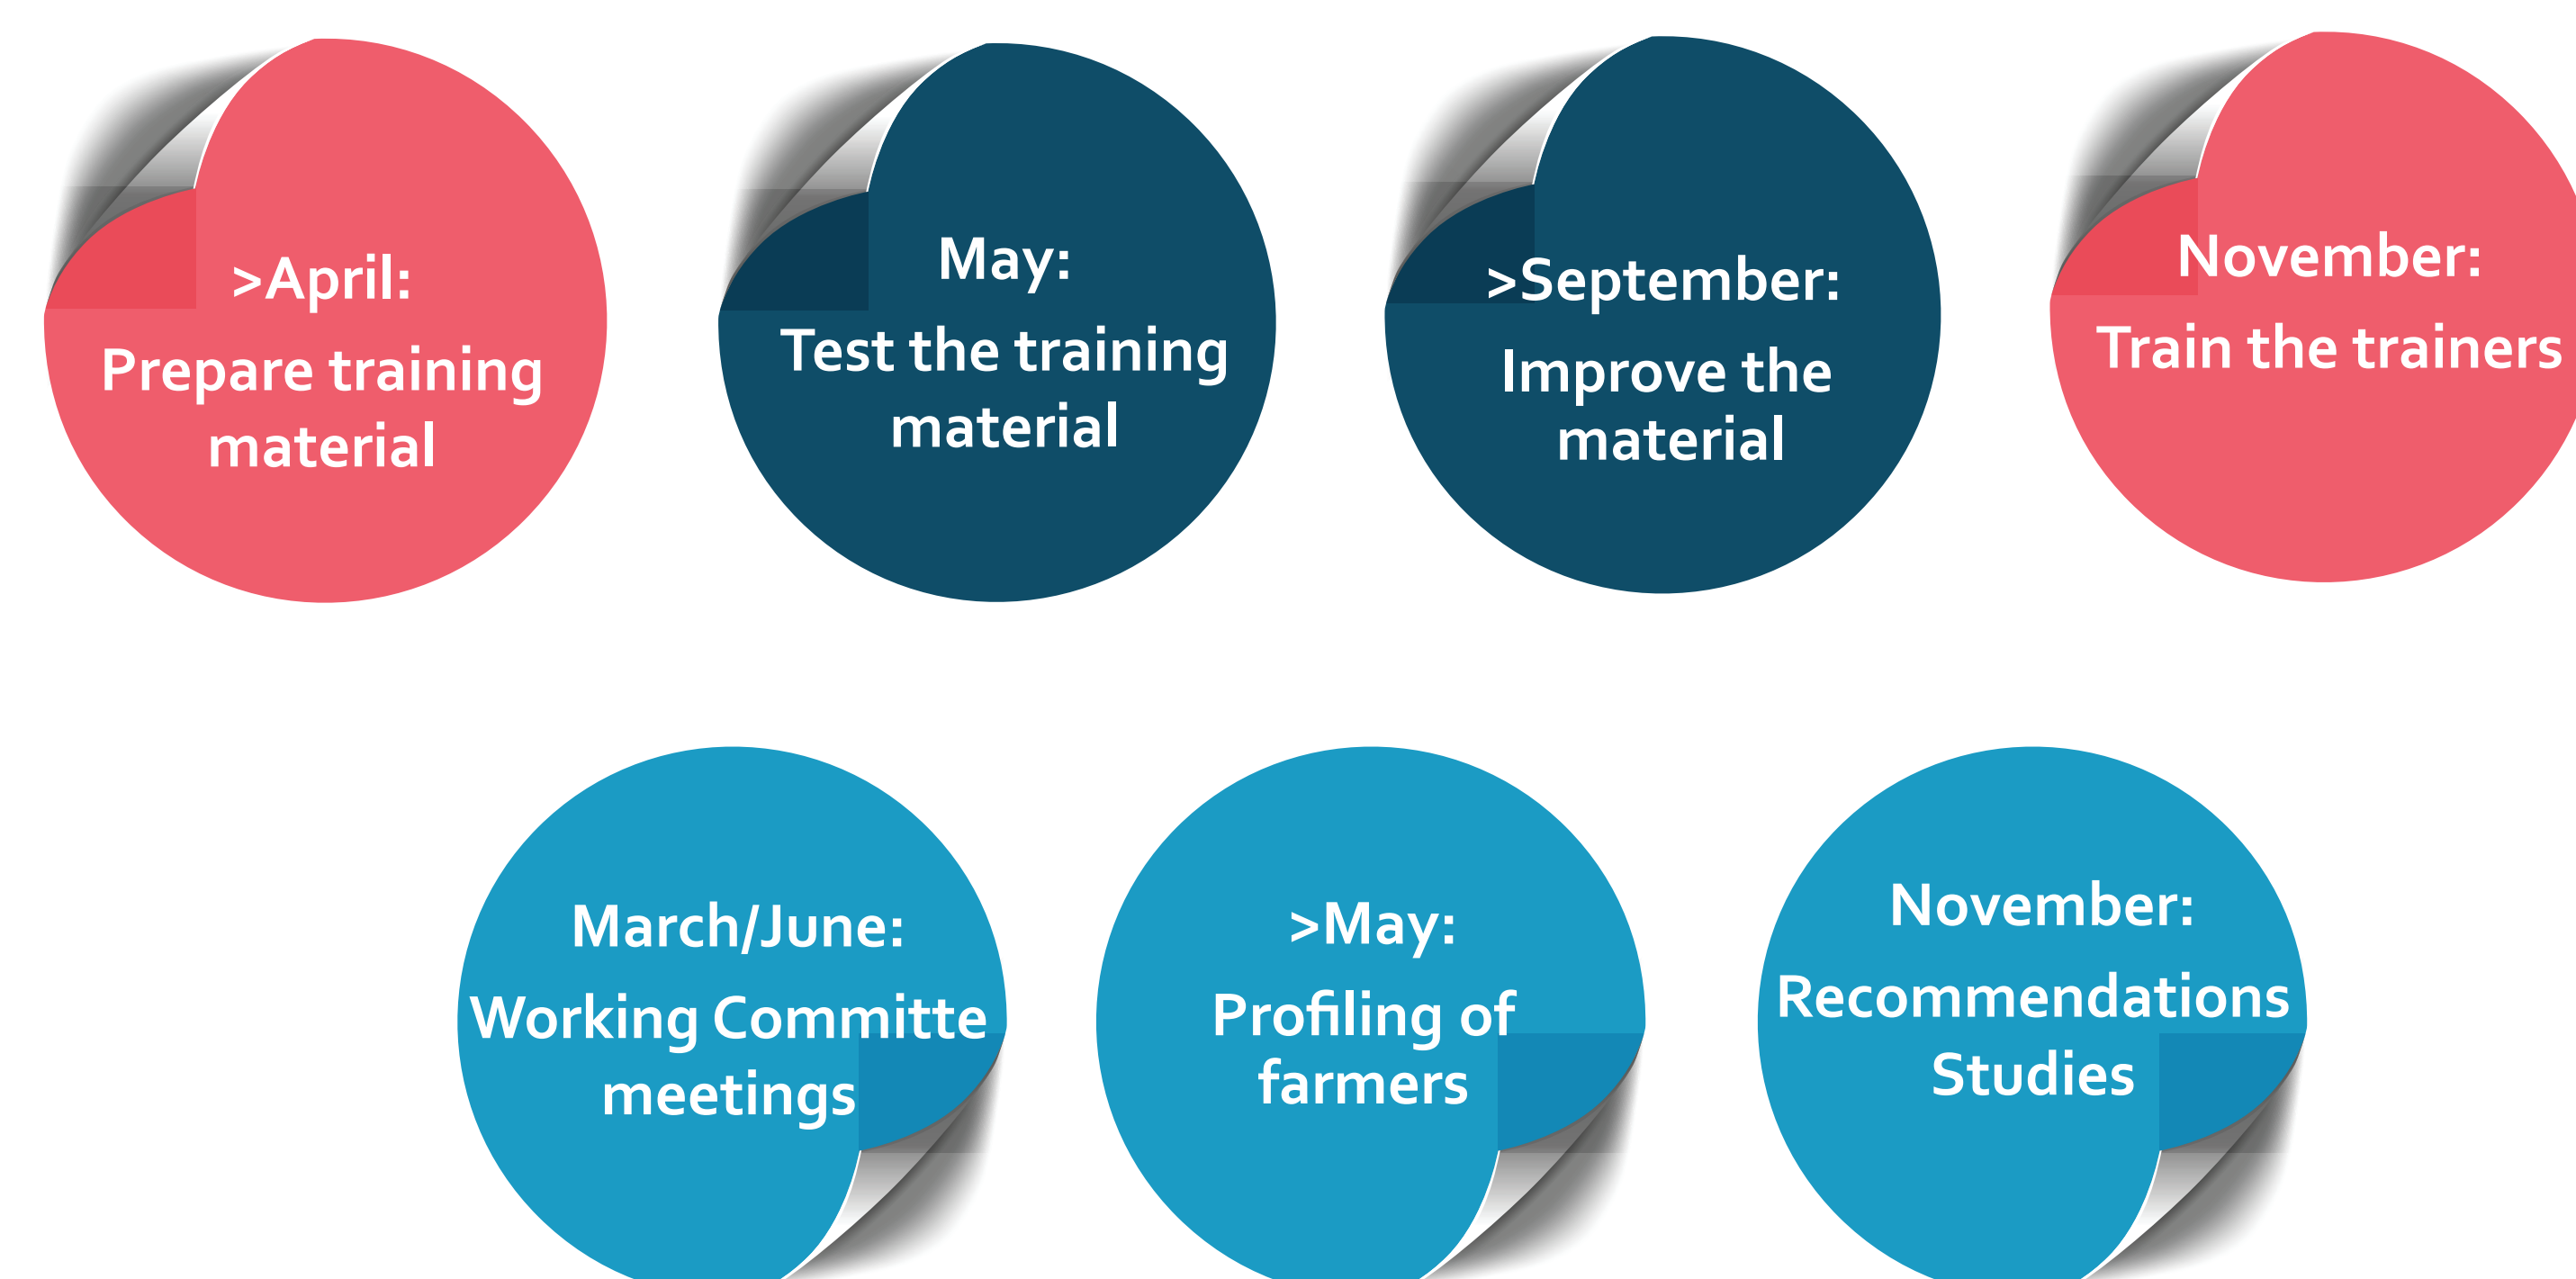 >April:
Prepare training
material
May:
Test the training
material
>September:
Improve the
material
November:
Train the trainers
March/June:
Working Committe
meetings
>May:
Profiling of
farmers
November:
Recommendations
Studies